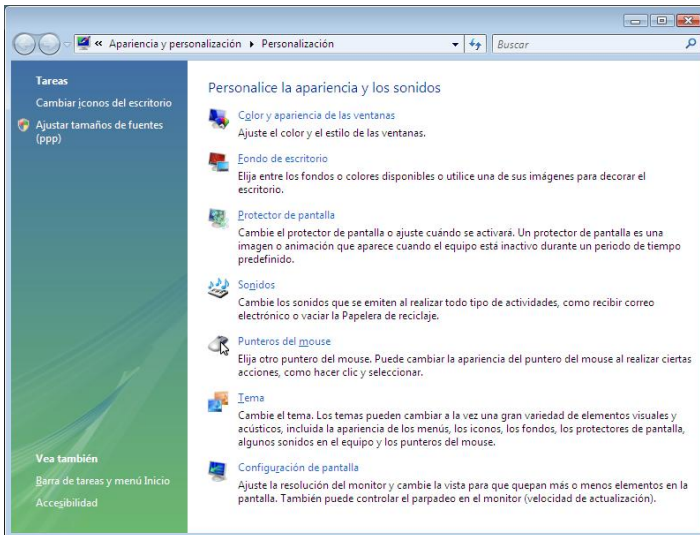 « Apariencia y personalización ▸ Personalización
Buscar
Tareas
Cambiar iconos del escritorio
Ajustar tamaños de fuentes
(ppp)
Personalice la apariencia y los sonidos
Color y apariencia de las ventanas
Ajuste el color y el estilo de las ventanas.
Fondo de escritorio
Elija entre los fondos o colores disponibles o utilice una de sus imágenes para decorar el
escritorio.
Protector de pantalla
Cambie el protector de pantalla o ajuste cuándo se activará. Un protector de pantalla es una
imagen o animación que aparece cuando el equipo está inactivo durante un periodo de tiempo
predefinido.
Sonidos
Cambie los sonidos que se emiten al realizar todo tipo de actividades, como recibir correo
electrónico o vaciar la Papelera de reciclaje.
Punteros del mouse
Elija otro puntero del mouse. Puede cambiar la apariencia del puntero del mouse al realizar ciertas
acciones, como hacer clic y seleccionar.
Tema
Cambie el tema. Los temas pueden cambiar a la vez una gran variedad de elementos visuales y
acústicos, incluida la apariencia de los menús, los iconos, los fondos, los protectores de pantalla,
algunos sonidos en el equipo y los punteros del mouse.
Configuración de pantalla
Ajuste la resolución del monitor y cambie la vista para que quepan más o menos elementos en la
pantalla. También puede controlar el parpadeo en el monitor (velocidad de actualización).
Vea también
Barra de tareas y menú Inicio
Accesibilidad